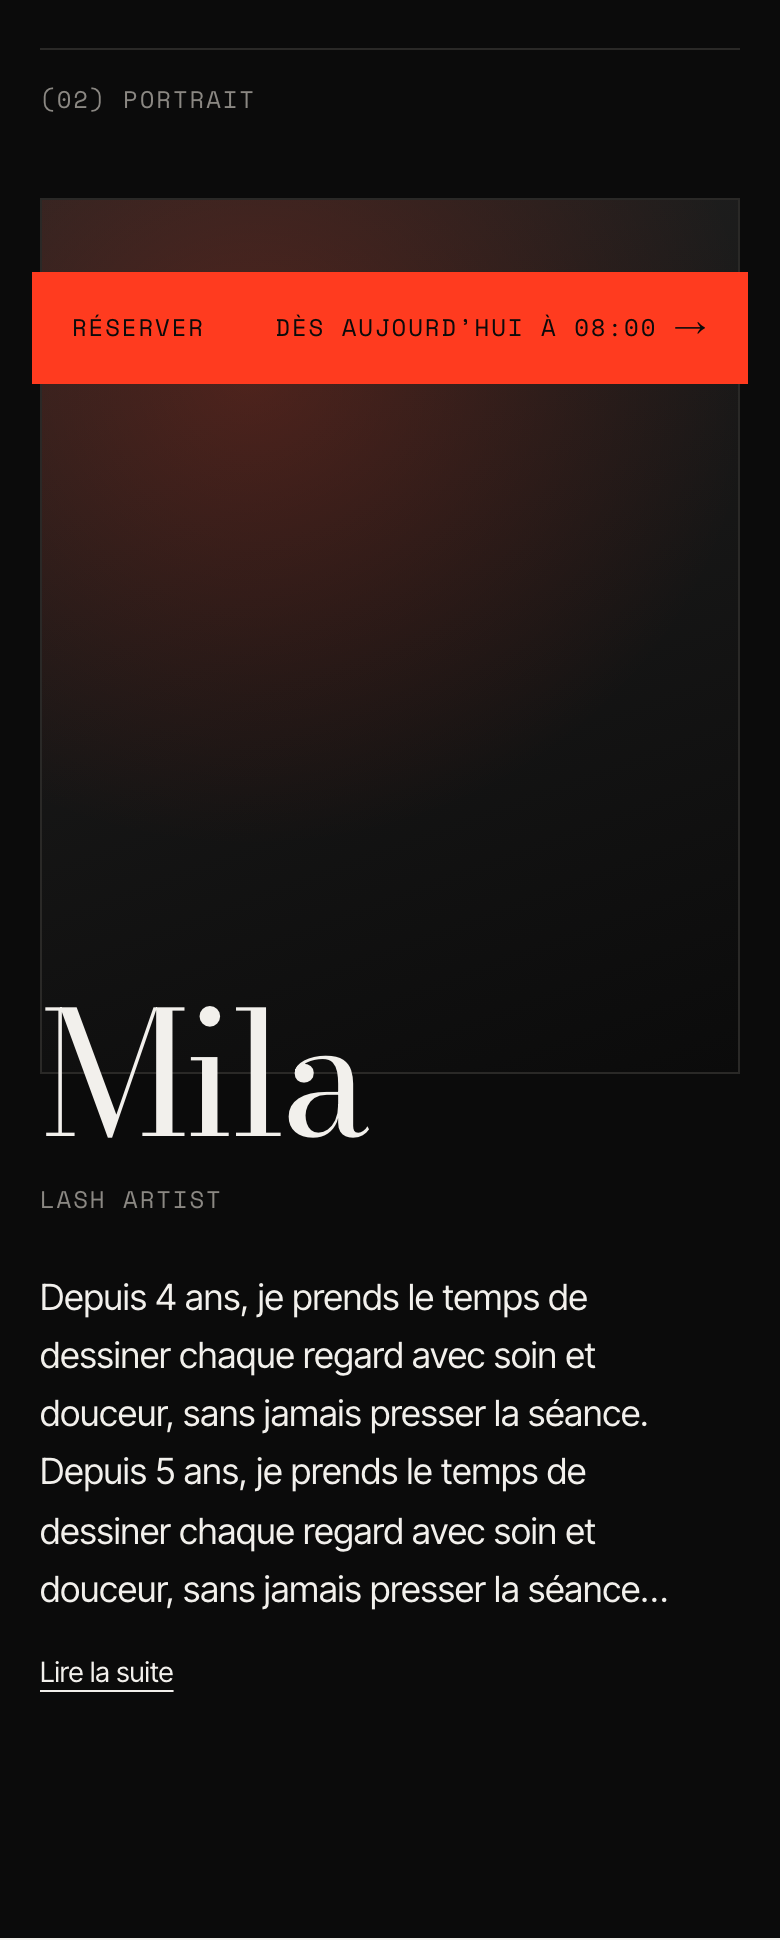 (02) PORTRAIT
RÉSERVER DÈS AUJOURD’HUI À 08:00 →
Mila
LASH ARTIST
Depuis 4 ans, je prends le temps de
dessiner chaque regard avec soin et
douceur, sans jamais presser la séance.
Depuis 5 ans, je prends le temps de
dessiner chaque regard avec soin et
douceur, sans jamais presser la séance…
Lire la suite